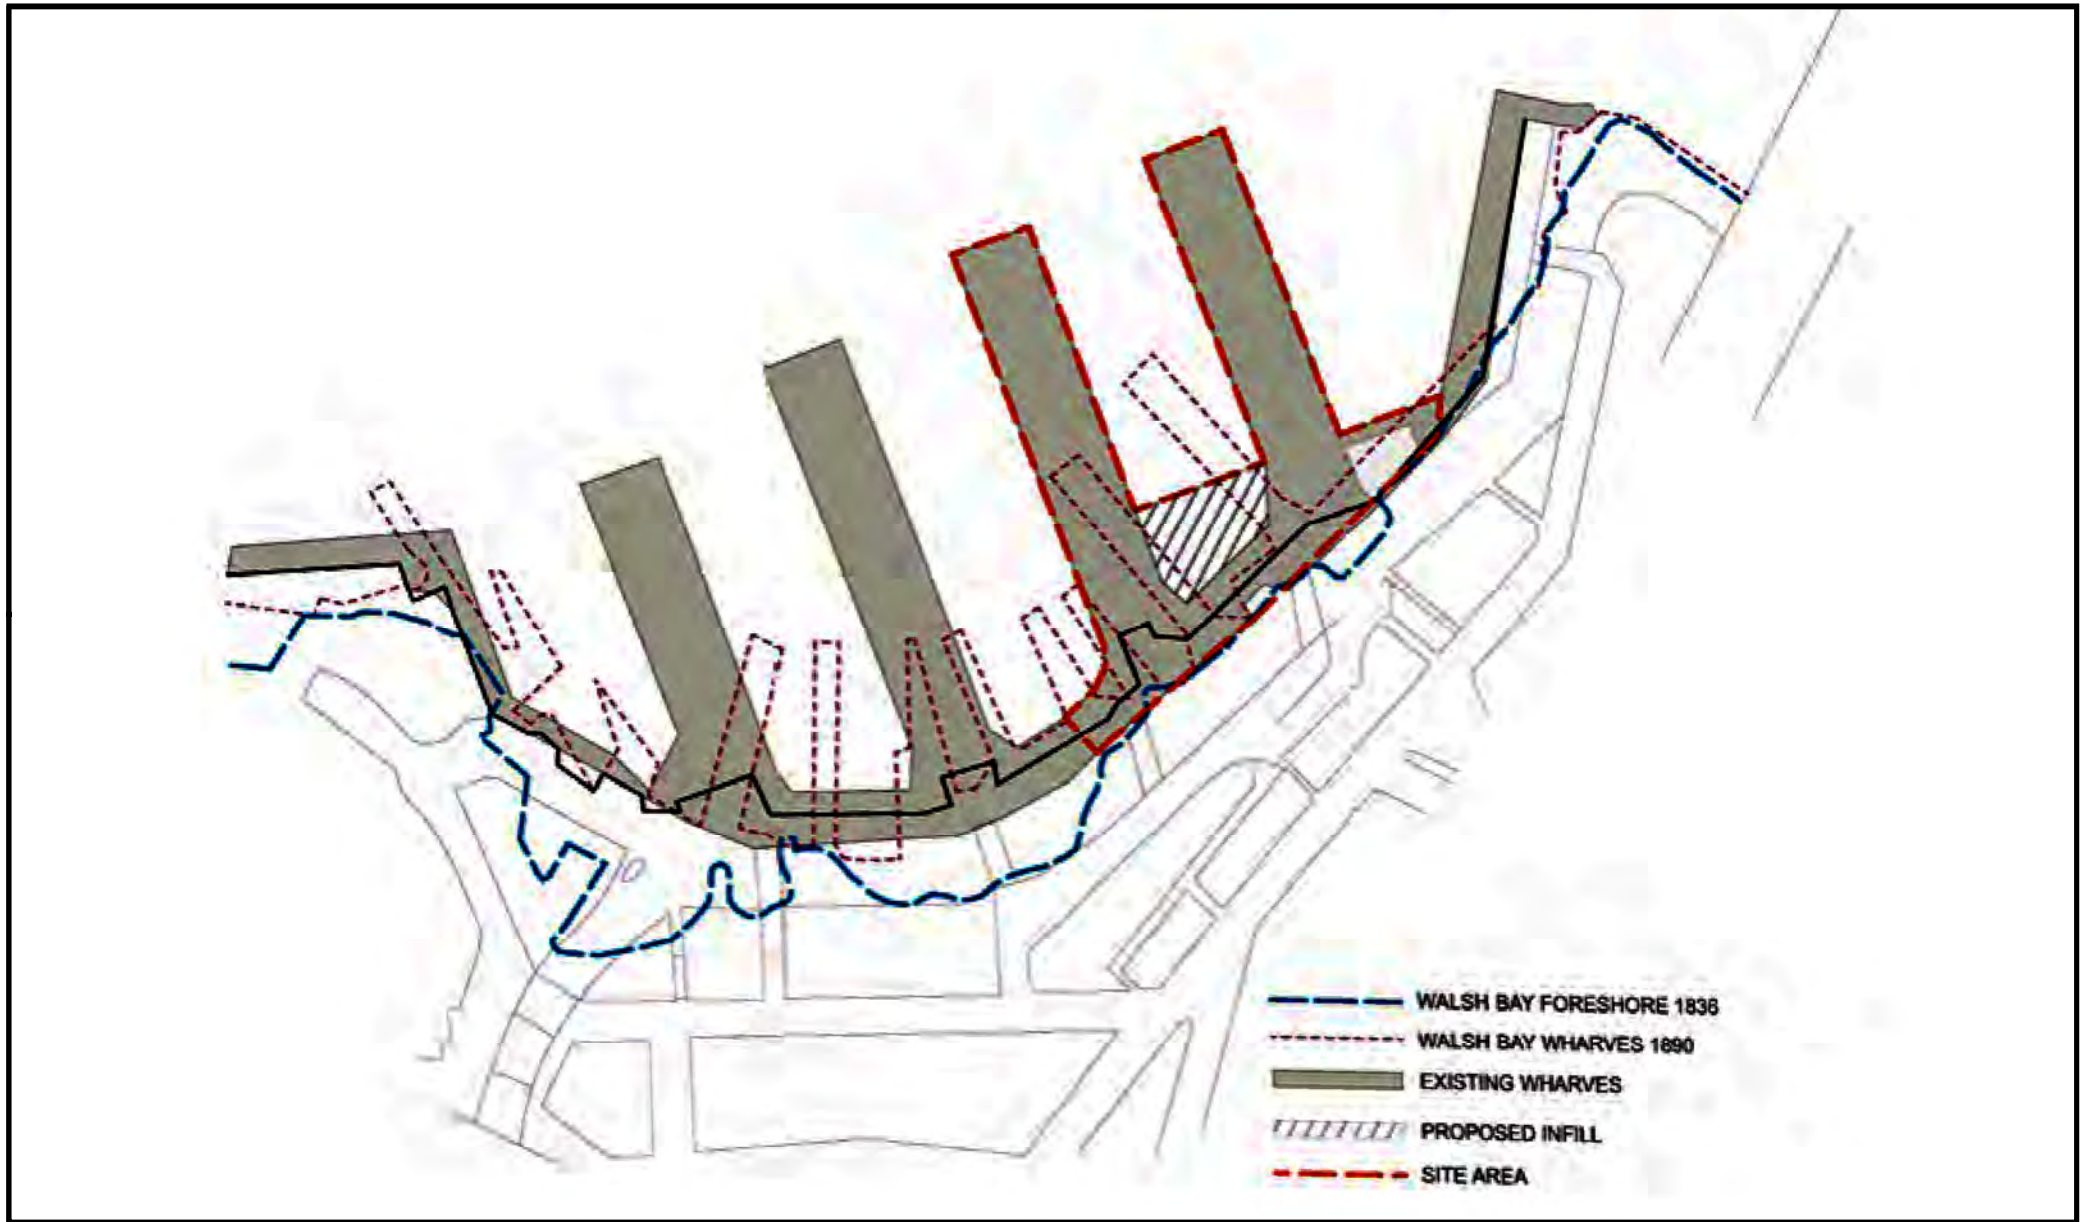 WALSH BAY FORESHORE 1836
WALSH BAY WHARVES 1890
EXISTING WHARVES
PROPOSED INFILL
SITE AREA